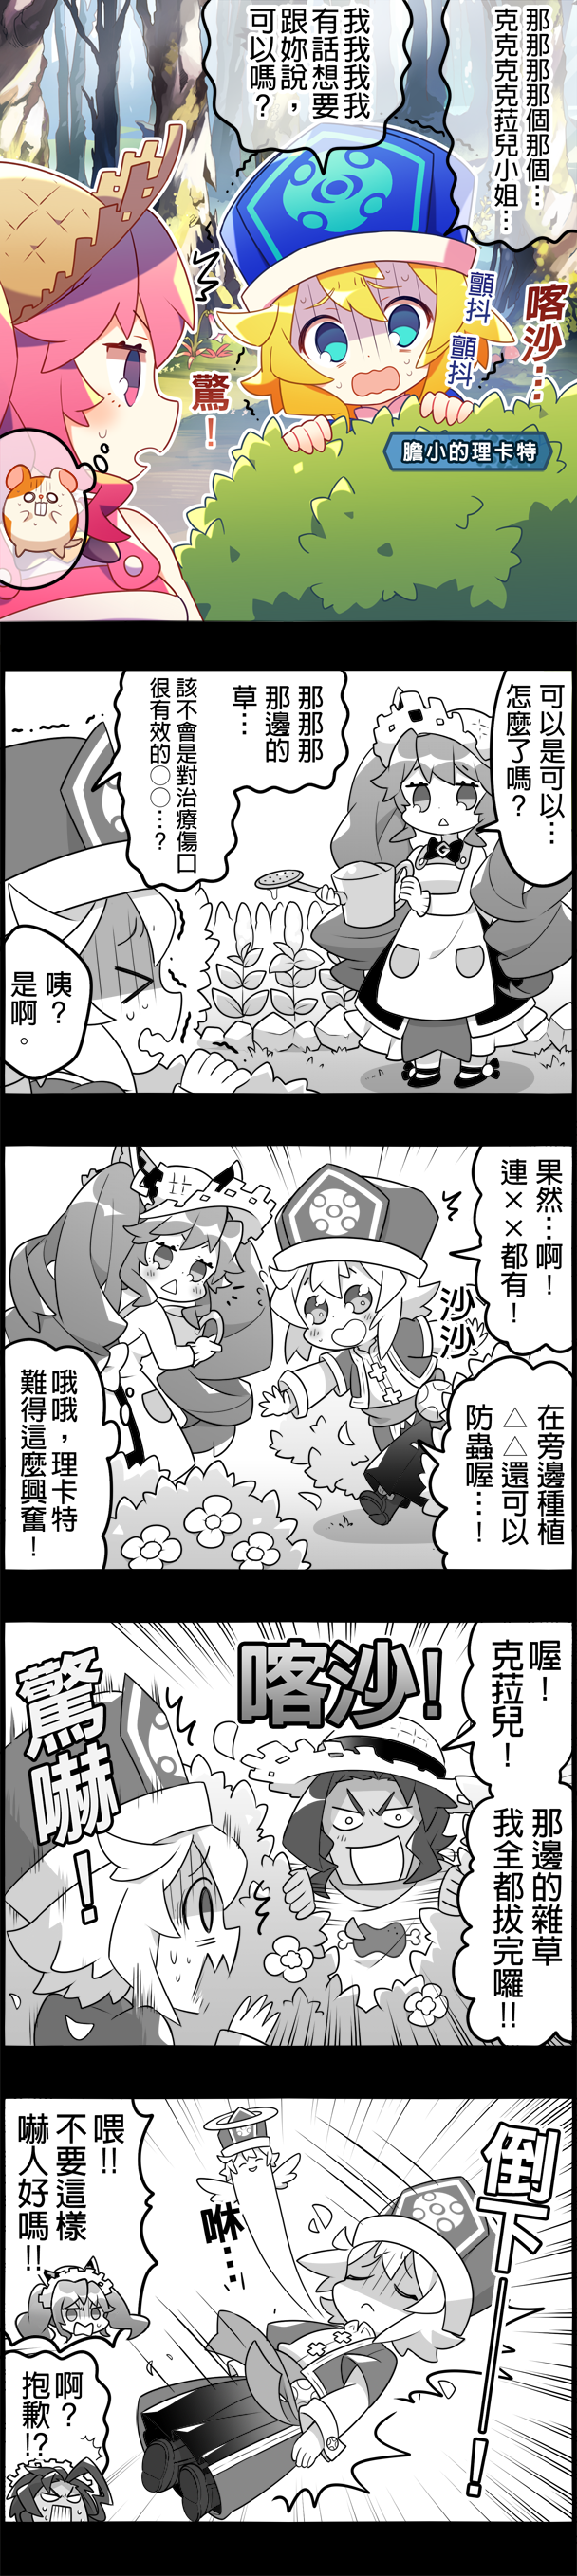 那那那那個那個…
克克克克拉兒小姐…
我我我我
有話想要
跟妳說，
可以嗎？
喀沙…
顫抖
顫抖
驚！
膽小的理卡特
可以是可以…
怎麼了嗎？
那那那
那邊的
草…
該不會是對治療傷口
很有效的○○…？
咦？
是啊。
果然…啊！
連××都有！
沙沙
在旁邊種植
△△還可以
防蟲喔…！
哦哦，理卡特
難得這麼興奮！
喔！
克拉兒！
那邊的雜草
我全都拔完囉!!
喀沙！
驚嚇！
倒下——！
咻…
喂!!
不要這樣
嚇人好嗎!!
啊？
抱歉!?